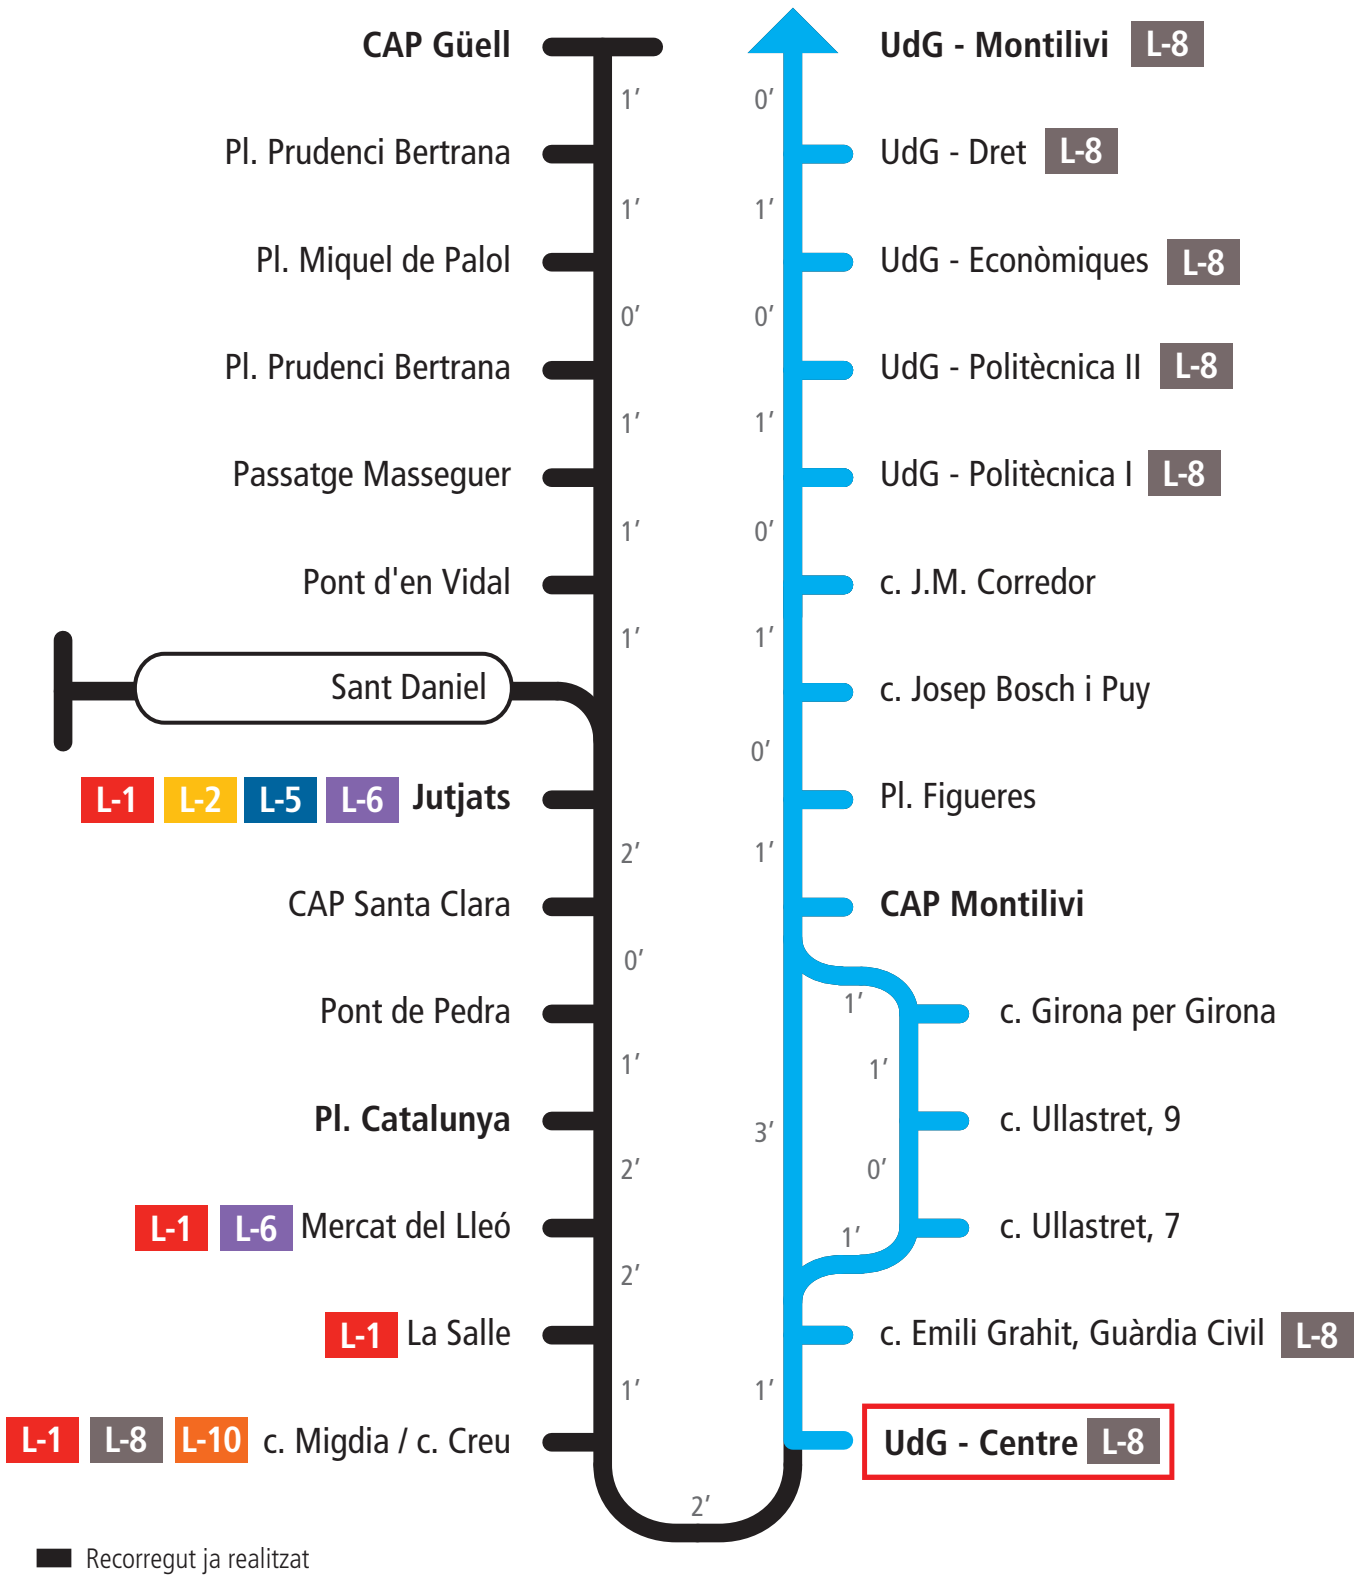 CAP Güell
1’
Pl. Prudenci Bertrana
1’
Pl. Miquel de Palol
0’
Pl. Prudenci Bertrana
1’
Passatge Masseguer
1’
Pont d'en Vidal
1’
Sant Daniel
L-1 L-2 L-5 L-6 Jutjats
2’
CAP Santa Clara
0’
Pont de Pedra
1’
Pl. Catalunya
2’
L-1 L-6 Mercat del Lleó
2’
L-1 La Salle
1’
L-1 L-8 L-10 c. Migdia / c. Creu
2’
UdG - Montilivi L-8
0’
UdG - Dret L-8
1’
UdG - Econòmiques L-8
0’
UdG - Politècnica II L-8
1’
UdG - Politècnica I L-8
0’
c. J.M. Corredor
1’
c. Josep Bosch i Puy
0’
Pl. Figueres
1’
CAP Montilivi
1’
c. Girona per Girona
1’
c. Ullastret, 9
3’
0’
c. Ullastret, 7
1’
c. Emili Grahit, Guàrdia Civil L-8
1’
UdG - Centre L-8
Recorregut ja realitzat